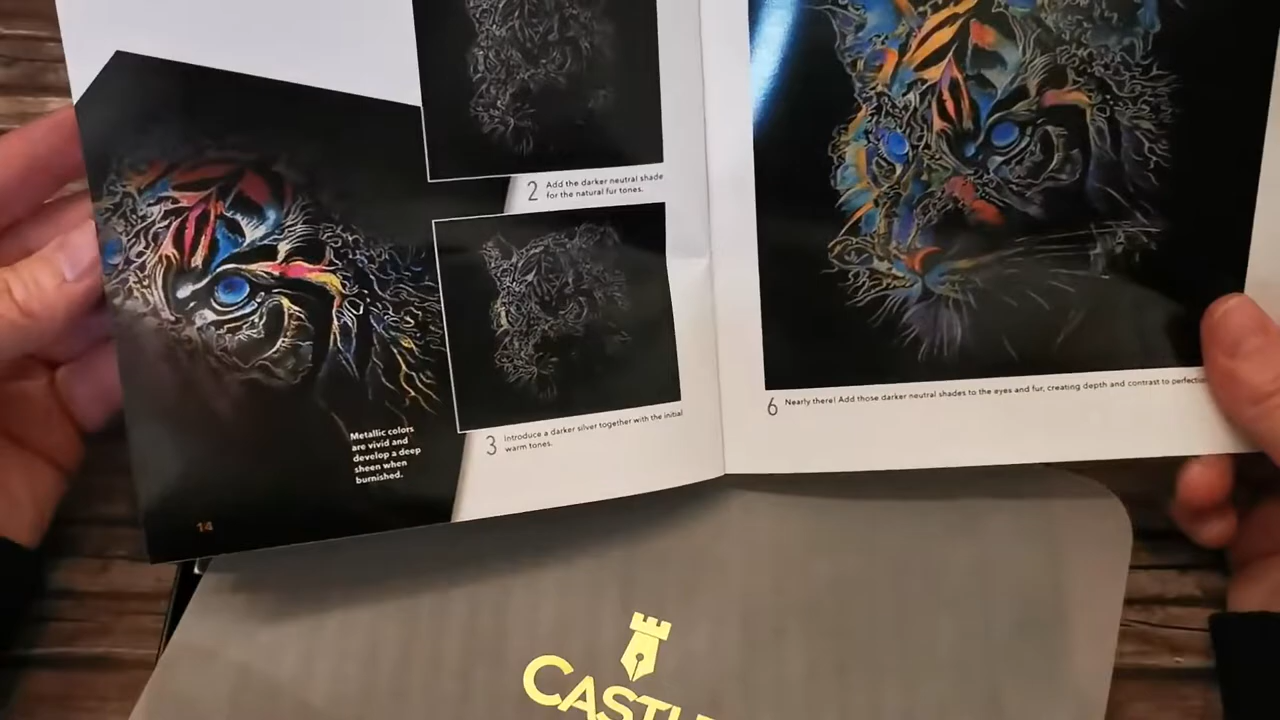 2 Add the darker neutral shade
for the natural fur tones.
3 Introduce a darker silver together with the initial
warm tones.
Metallic colors
are vivid and
develop a deep
sheen when
burnished.
14
6 Nearly there! Add those darker neutral shades to the eyes and fur, creating depth and contrast to